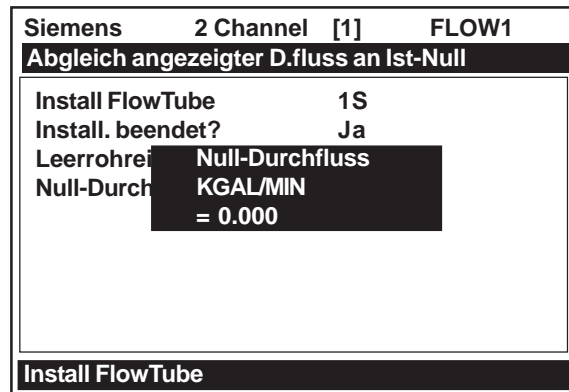 Siemens 2 Channel [1] FLOW1
Abgleich angezeigter D.fluss an Ist-Null
Install FlowTube 1S
Install. beendet? Ja
Leerrohrei
Null-Durch
Null-Durchfluss
KGAL/MIN
= 0.000
Install FlowTube